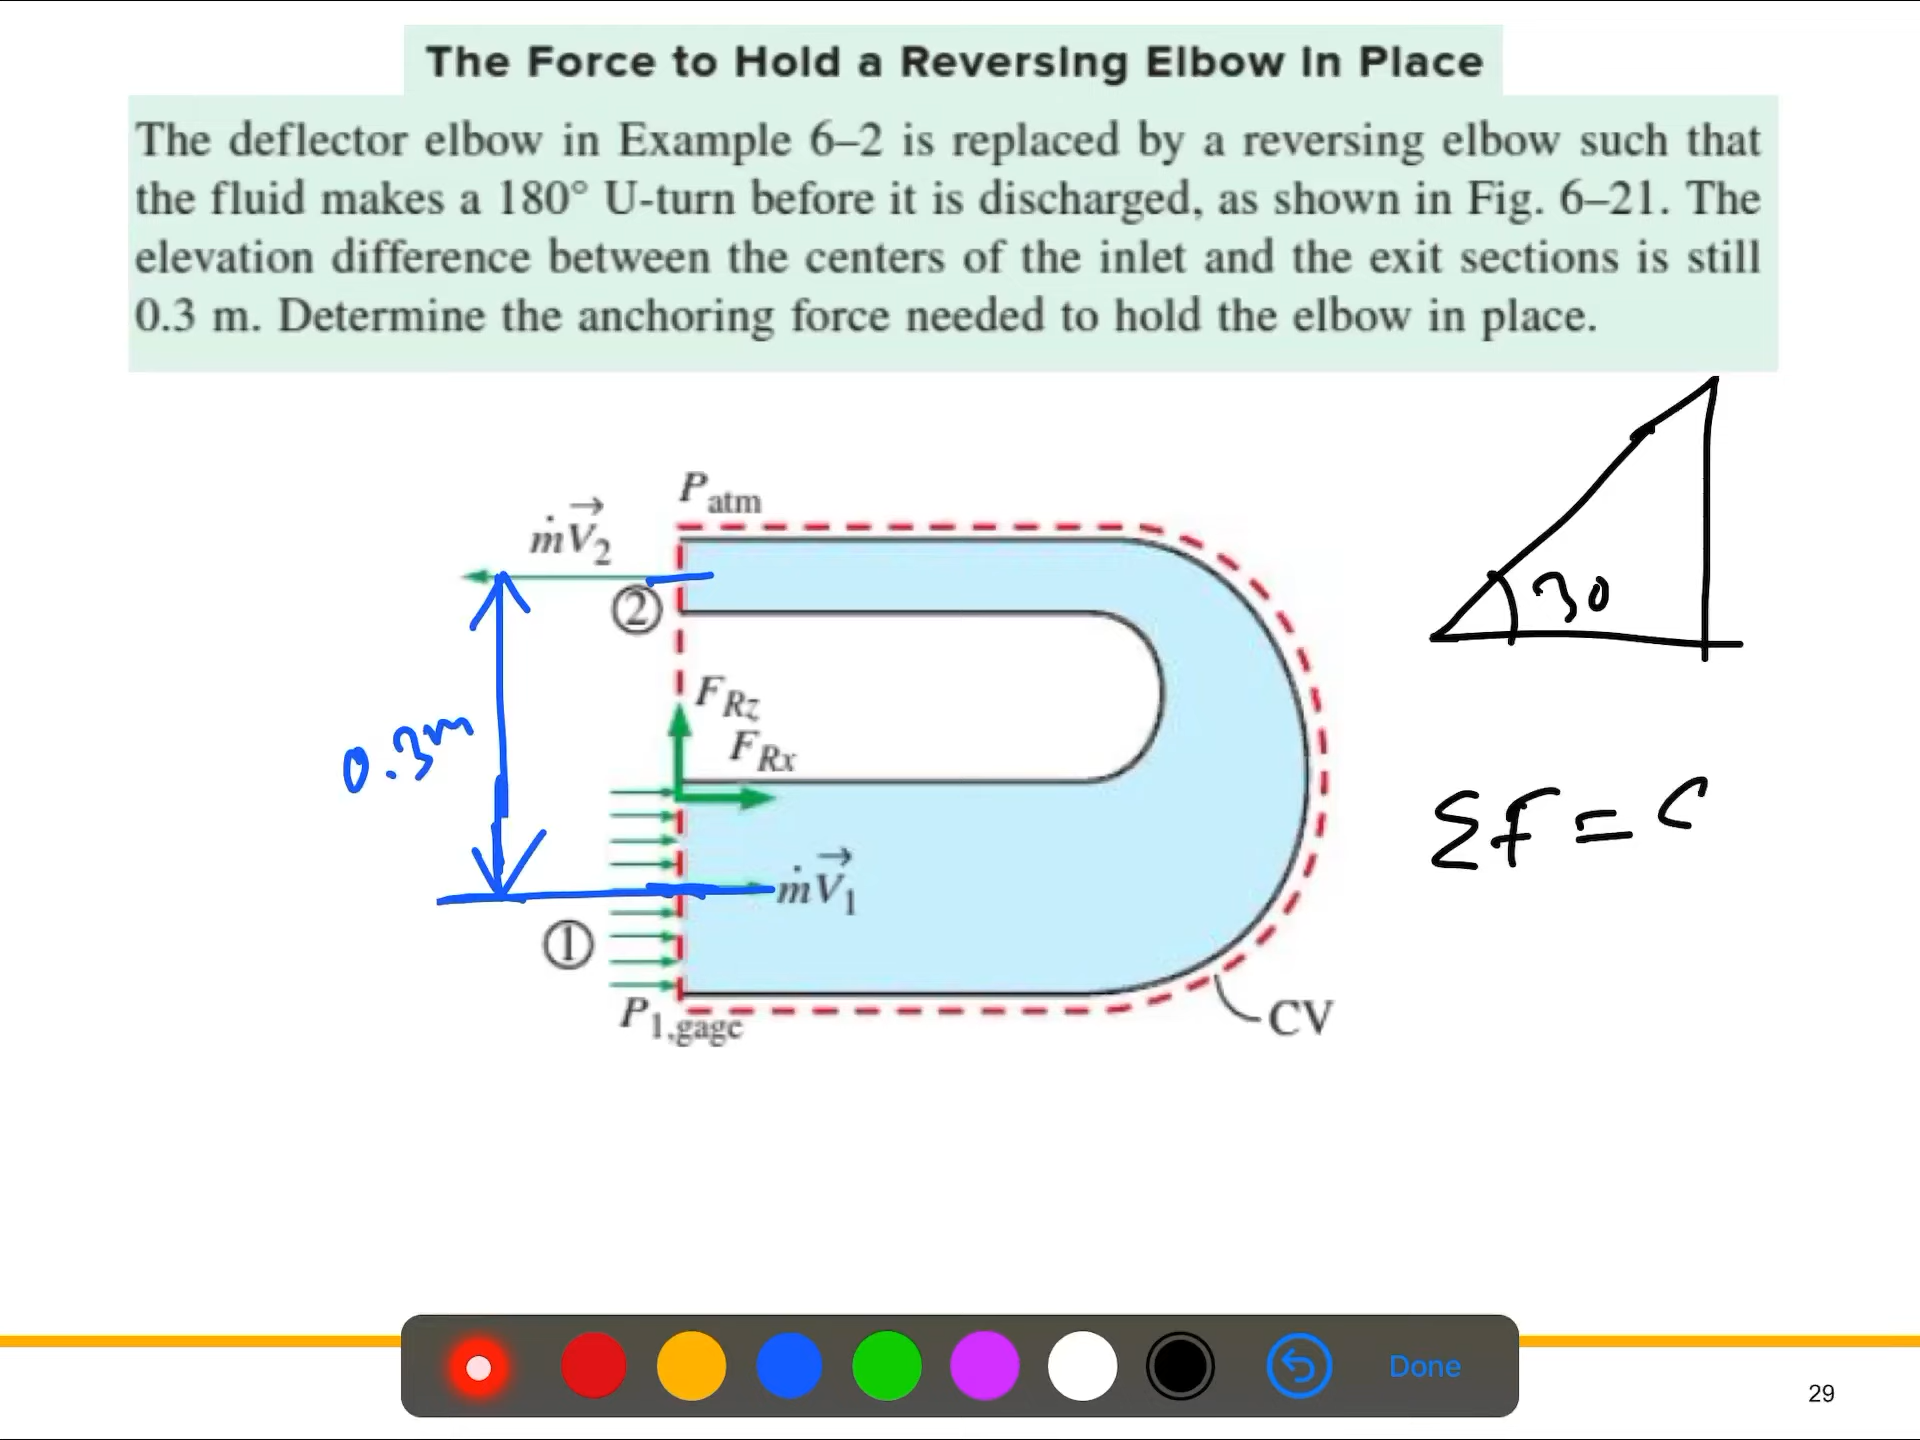 The Force to Hold a Reversing Elbow in Place
The deflector elbow in Example 6–2 is replaced by a reversing elbow such that
the fluid makes a 180° U-turn before it is discharged, as shown in Fig. 6–21. The
elevation difference between the centers of the inlet and the exit sections is still
0.3 m. Determine the anchoring force needed to hold the elbow in place.
P atm
ṁV⃗2
②
30
F Rz
0.3m
F Rx
ΣF = C
ṁV⃗1
①
P 1,gage
CV
Done
29